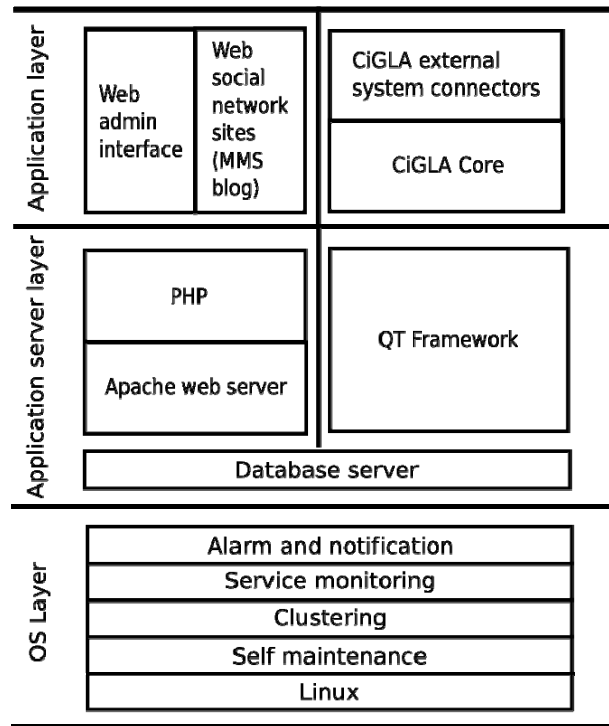 Application layer
Web
admin
interface
Web
social
network
sites
(MMS
blog)
CiGLA external
system connectors
CiGLA Core
Application server layer
PHP
Apache web server
QT Framework
Database server
OS Layer
Alarm and notification
Service monitoring
Clustering
Self maintenance
Linux